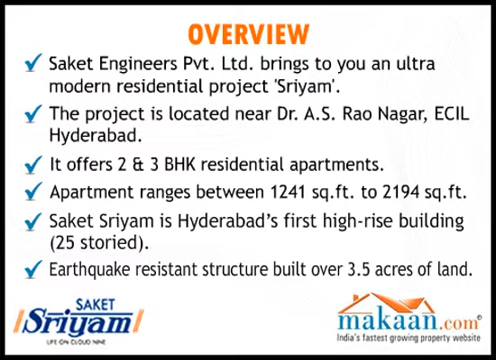 OVERVIEW
Saket Engineers Pvt. Ltd. brings to you an ultra
modern residential project 'Sriyam'.
The project is located near Dr. A.S. Rao Nagar, ECIL
Hyderabad.
It offers 2 & 3 BHK residential apartments.
Apartment ranges between 1241 sq.ft. to 2194 sq.ft.
Saket Sriyam is Hyderabad's first high-rise building
(25 storied).
Earthquake resistant structure built over 3.5 acres of land.
SAKET
Sriyam
LIFE ON CLOUD NINE
makaan.com
India's fastest growing property website